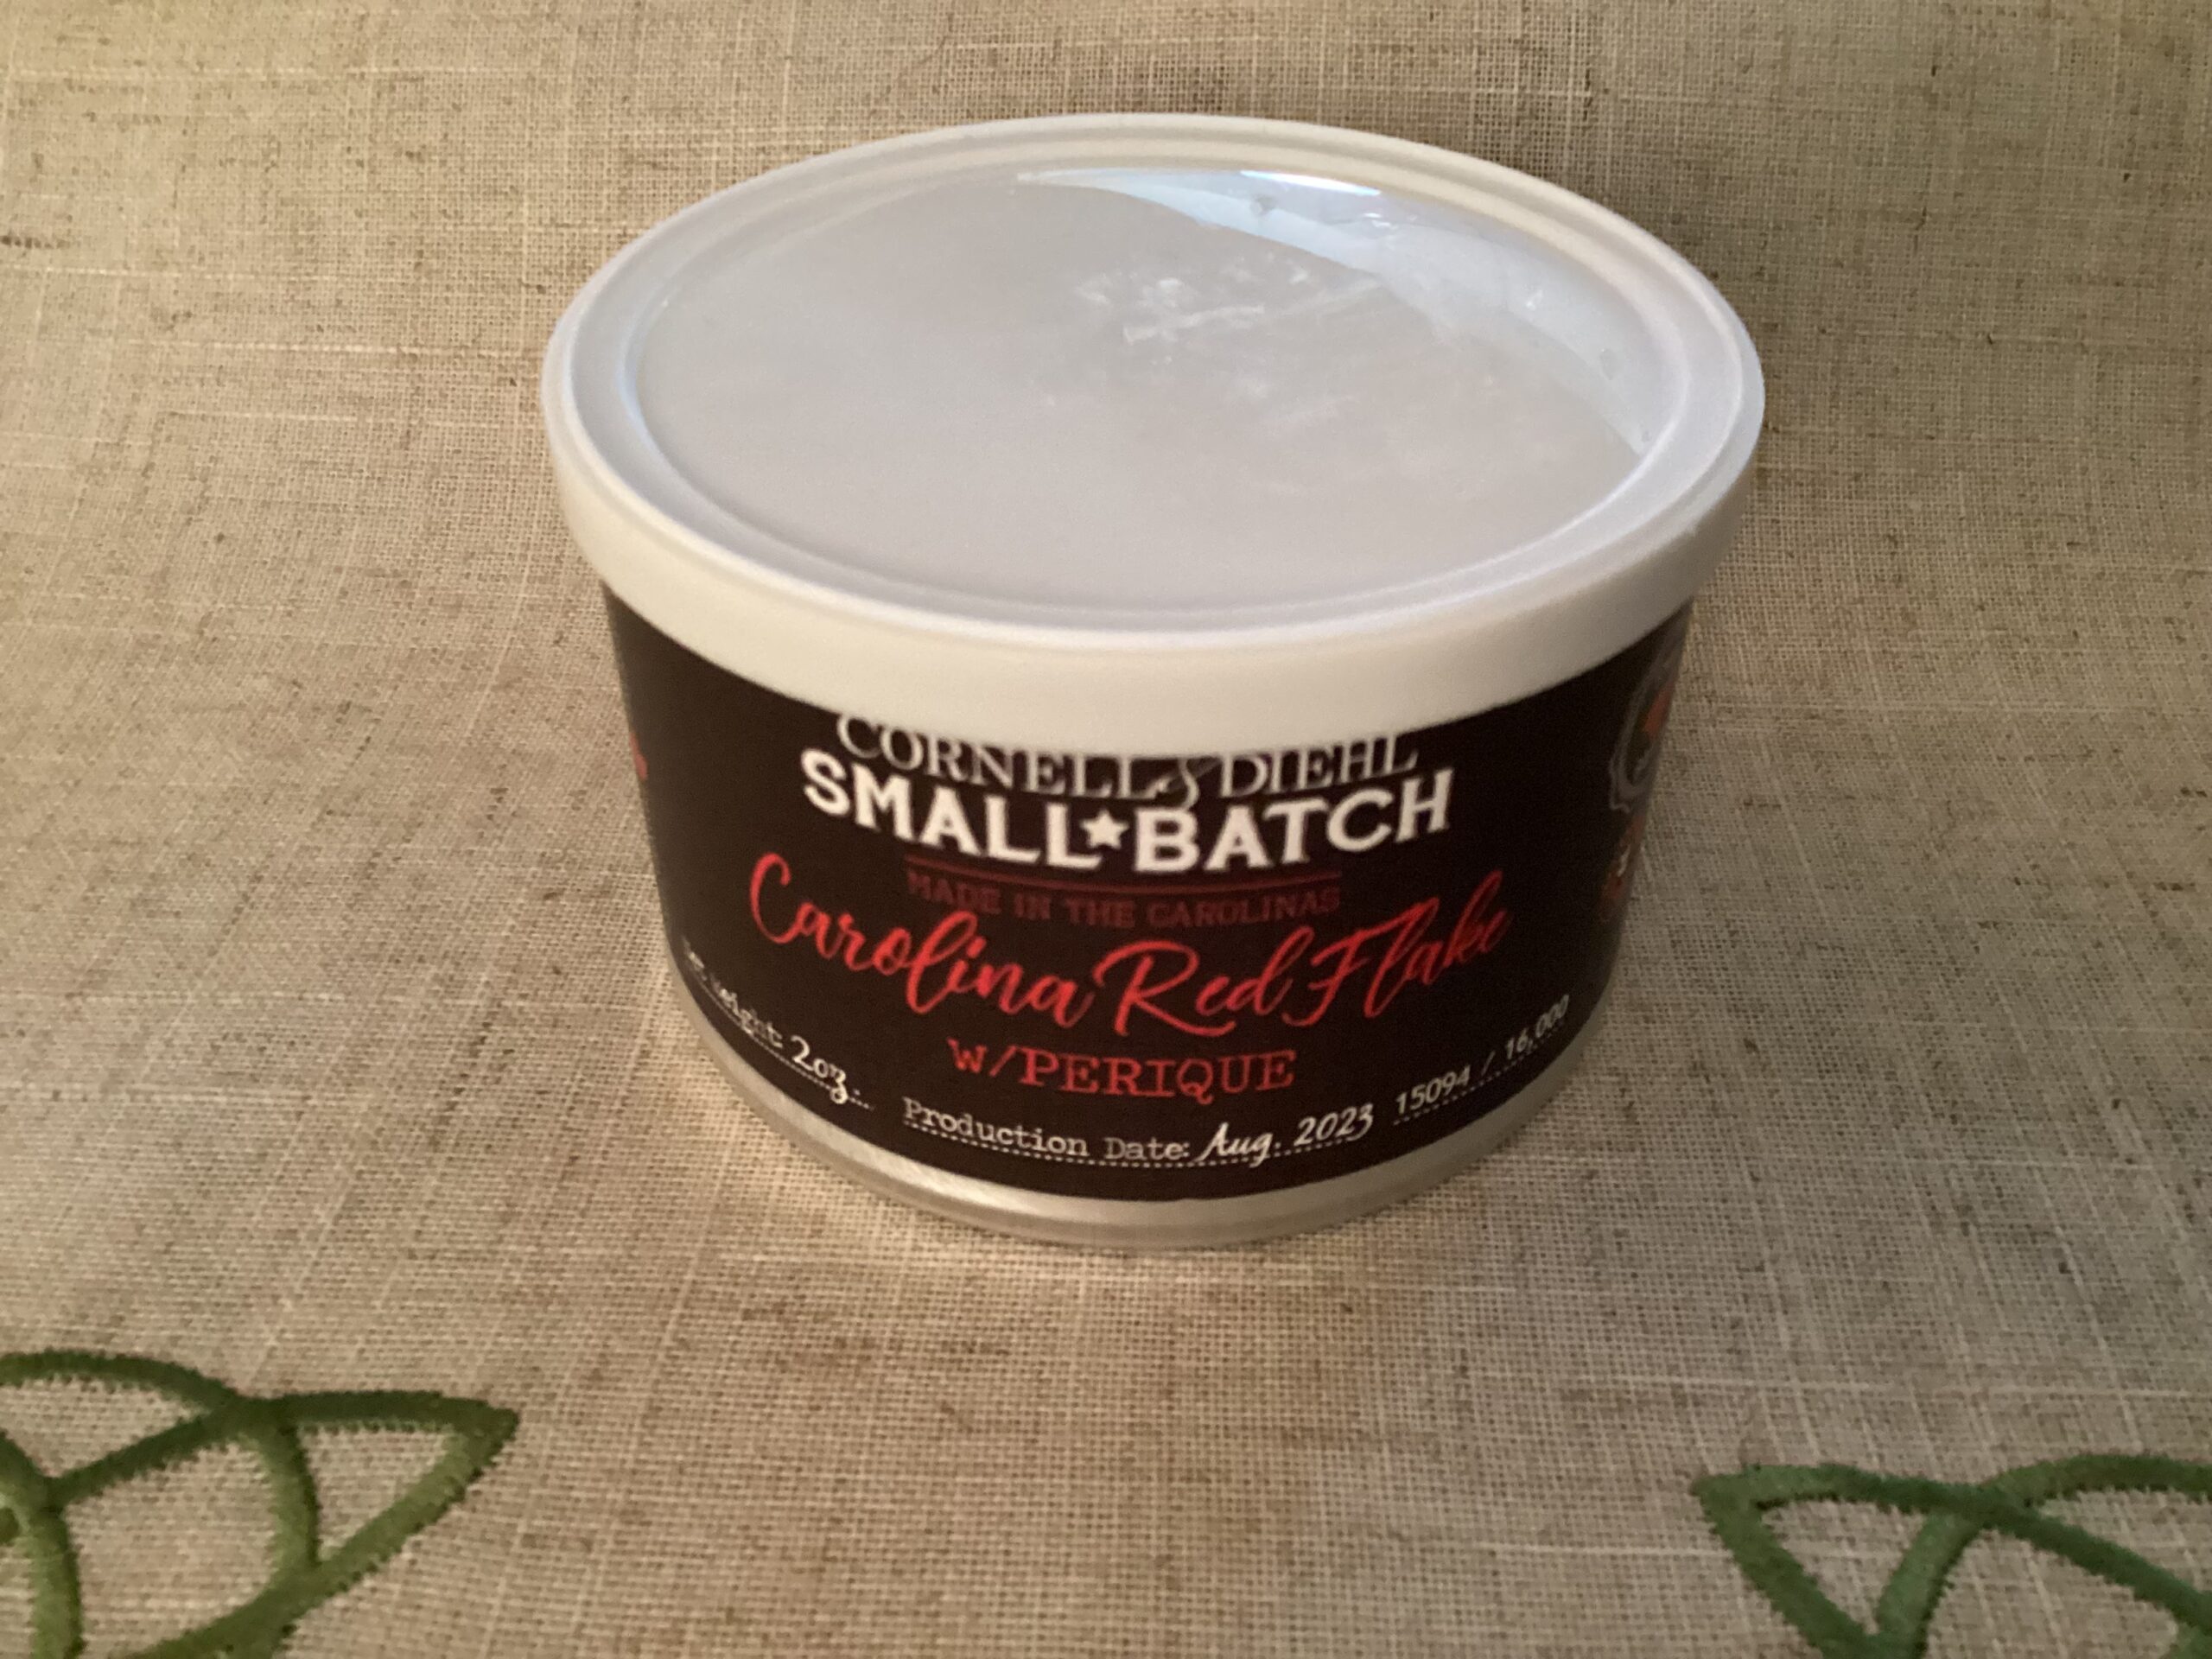 CORNELL & DIEHL
SMALL★BATCH
MADE IN THE CAROLINAS
Carolina Red Flake
w/PERIQUE
weight: 2oz.
Production Date: Aug. 2023
15094 / 16,000